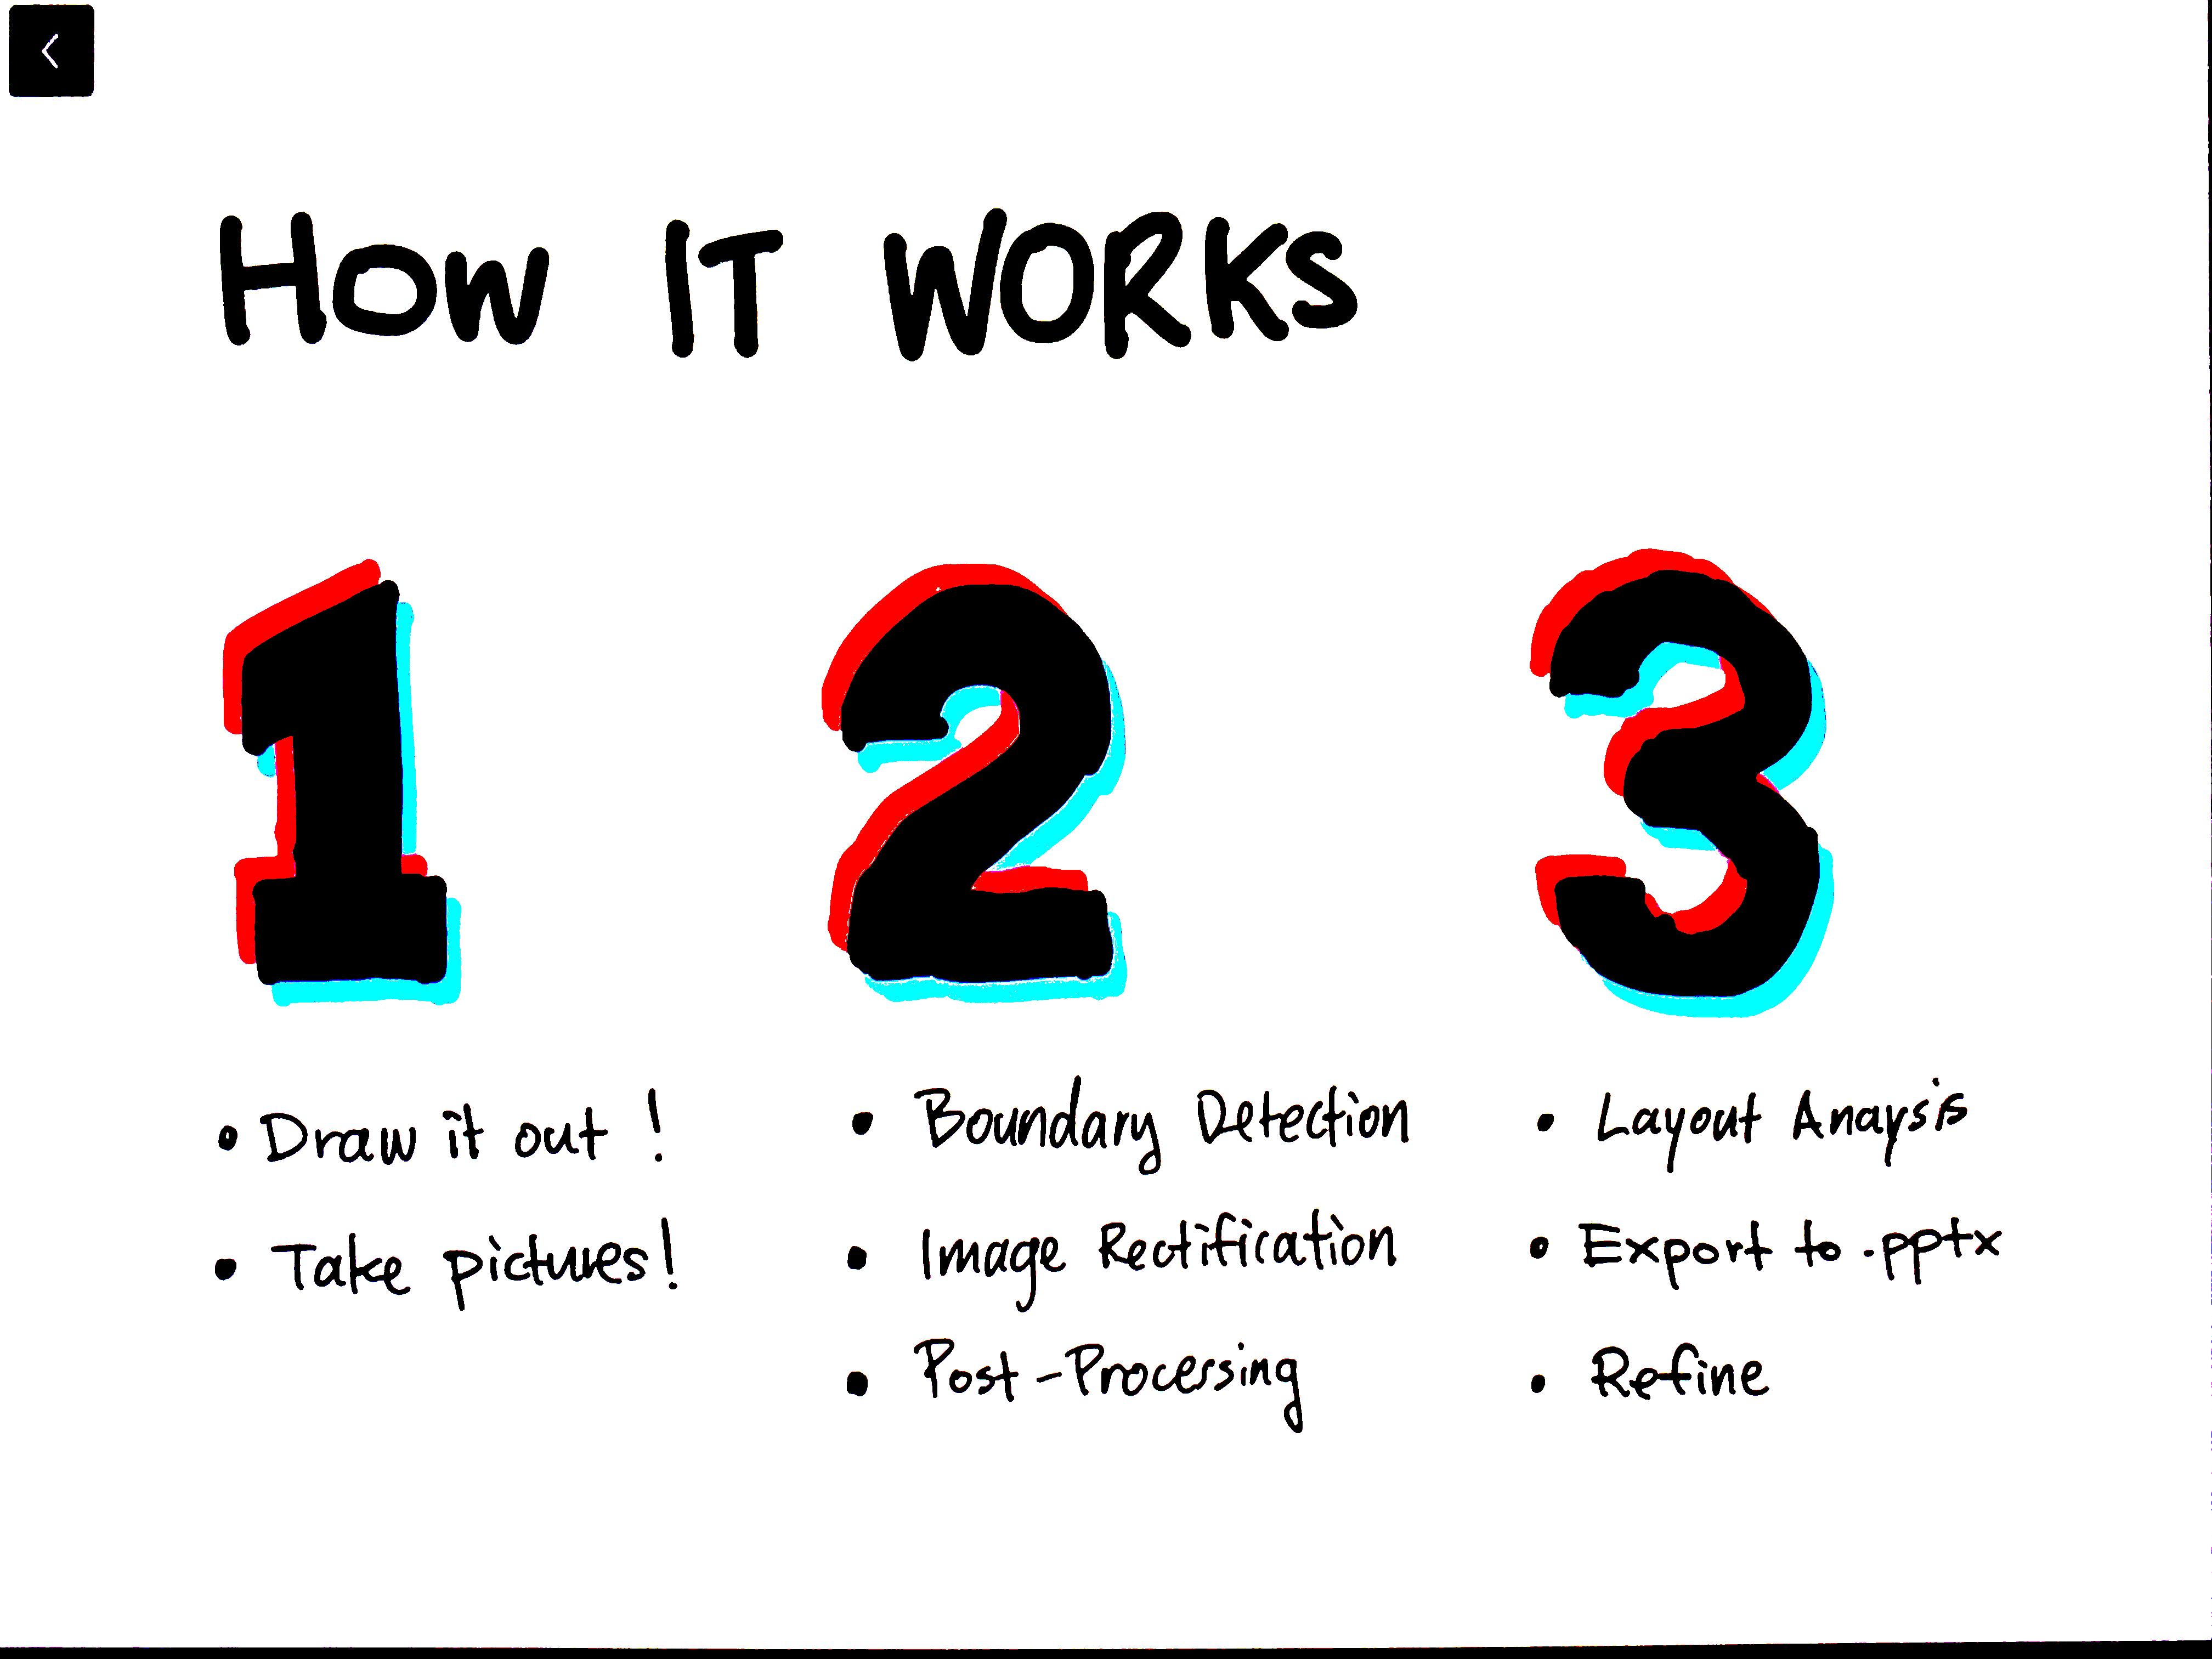 HOW IT WORKS
1
• Draw it out !
• Take pictures!
2
• Boundary Detection
• Image Rectification
• Post-Processing
3
• Layout Anaysis
• Export to .pptx
• Refine